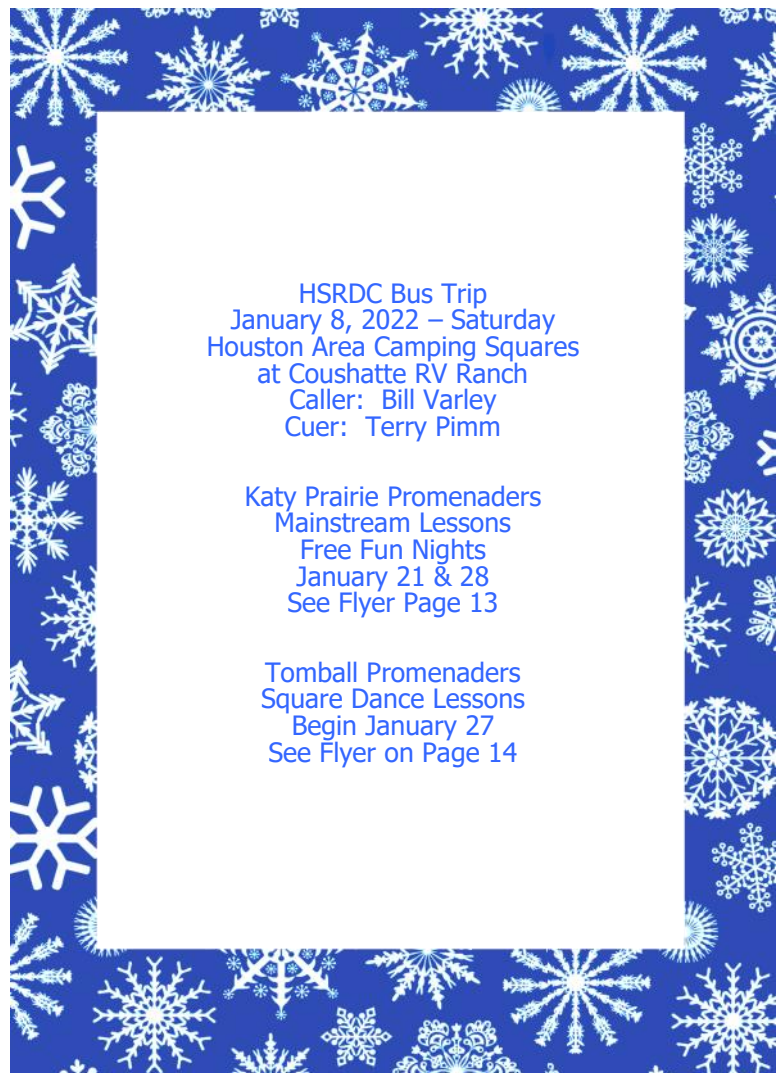 HSRDC Bus Trip
January 8, 2022 – Saturday
Houston Area Camping Squares
at Coushatte RV Ranch
Caller:  Bill Varley
Cuer:  Terry Pimm
Katy Prairie Promenaders
Mainstream Lessons
Free Fun Nights
January 21 & 28
See Flyer Page 13
Tomball Promenaders
Square Dance Lessons
Begin January 27
See Flyer on Page 14